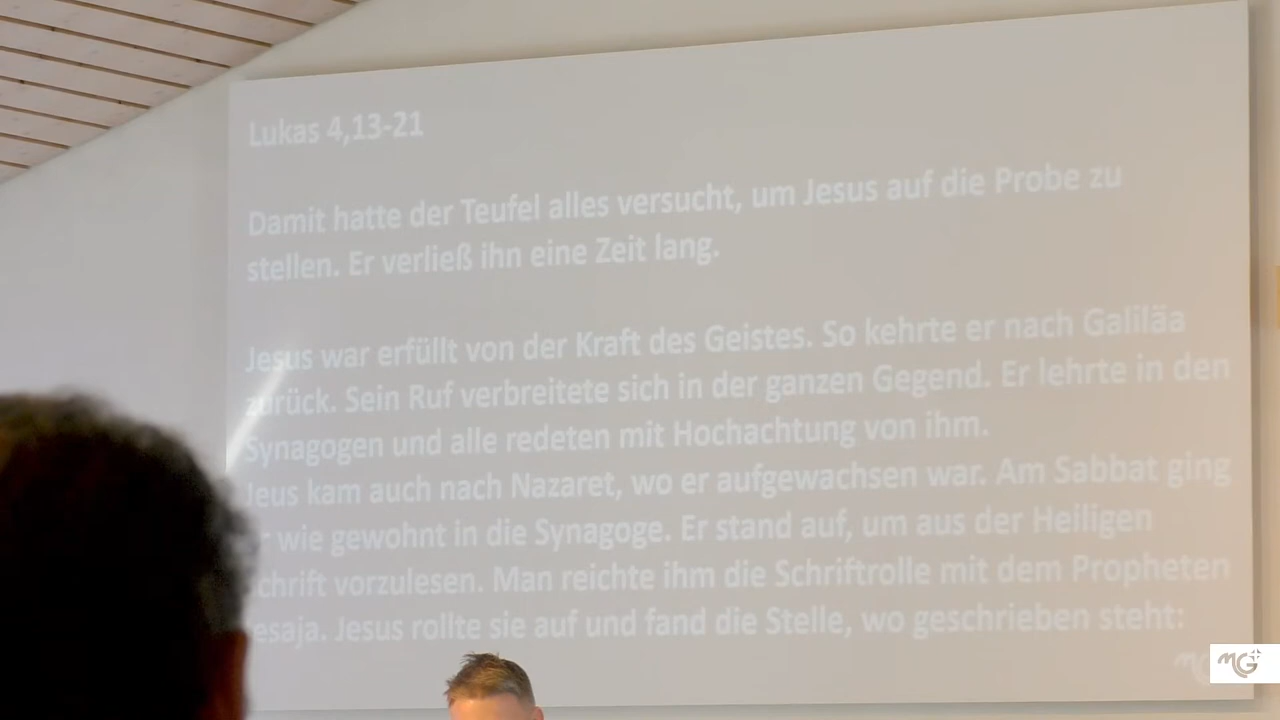 Lukas 4,13-21
Damit hatte der Teufel alles versucht, um Jesus auf die Probe zu
stellen. Er verließ ihn eine Zeit lang.
Jesus war erfüllt von der Kraft des Geistes. So kehrte er nach Galiläa
zurück. Sein Ruf verbreitete sich in der ganzen Gegend. Er lehrte in den
Synagogen und alle redeten mit Hochachtung von ihm.
Jeus kam auch nach Nazaret, wo er aufgewachsen war. Am Sabbat ging
r wie gewohnt in die Synagoge. Er stand auf, um aus der Heiligen
chrift vorzulesen. Man reichte ihm die Schriftrolle mit dem Propheten
esaja. Jesus rollte sie auf und fand die Stelle, wo geschrieben steht:
MG